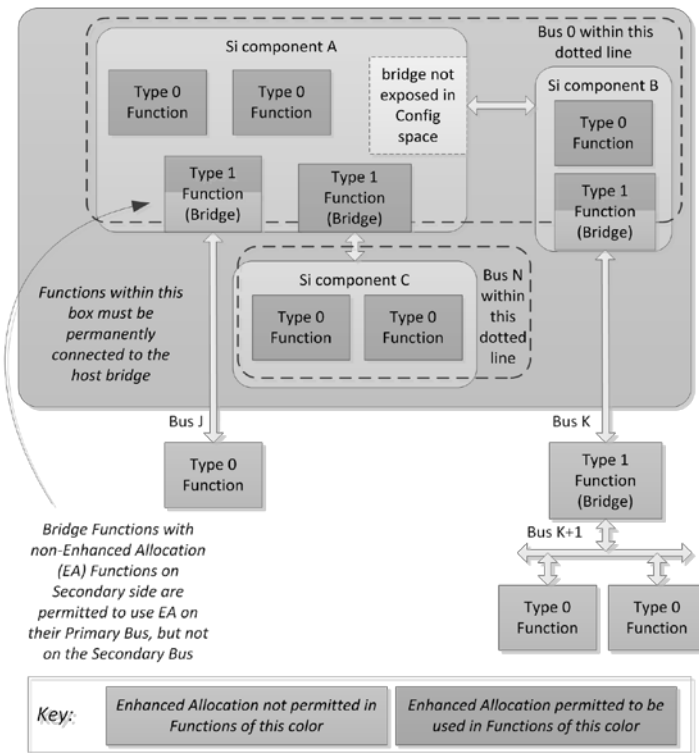 Si component A
Bus 0 within this
dotted line
bridge not
exposed in
Config
space
Si component B
Type 0
Function
Type 0
Function
Type 0
Function
Type 1
Function
(Bridge)
Type 1
Function
(Bridge)
Type 1
Function
(Bridge)
Functions within this
box must be
permanently
connected to the
host bridge
Si component C
Type 0
Function
Type 0
Function
Bus N
within
this
dotted
line
Bus J
Bus K
Type 0
Function
Type 1
Function
(Bridge)
Bridge Functions with
non-Enhanced Allocation
(EA) Functions on
Secondary side are
permitted to use EA on
their Primary Bus, but not
on the Secondary Bus
Bus K+1
Type 0
Function
Type 0
Function
Key:
Enhanced Allocation not permitted in
Functions of this color
Enhanced Allocation permitted to be
used in Functions of this color